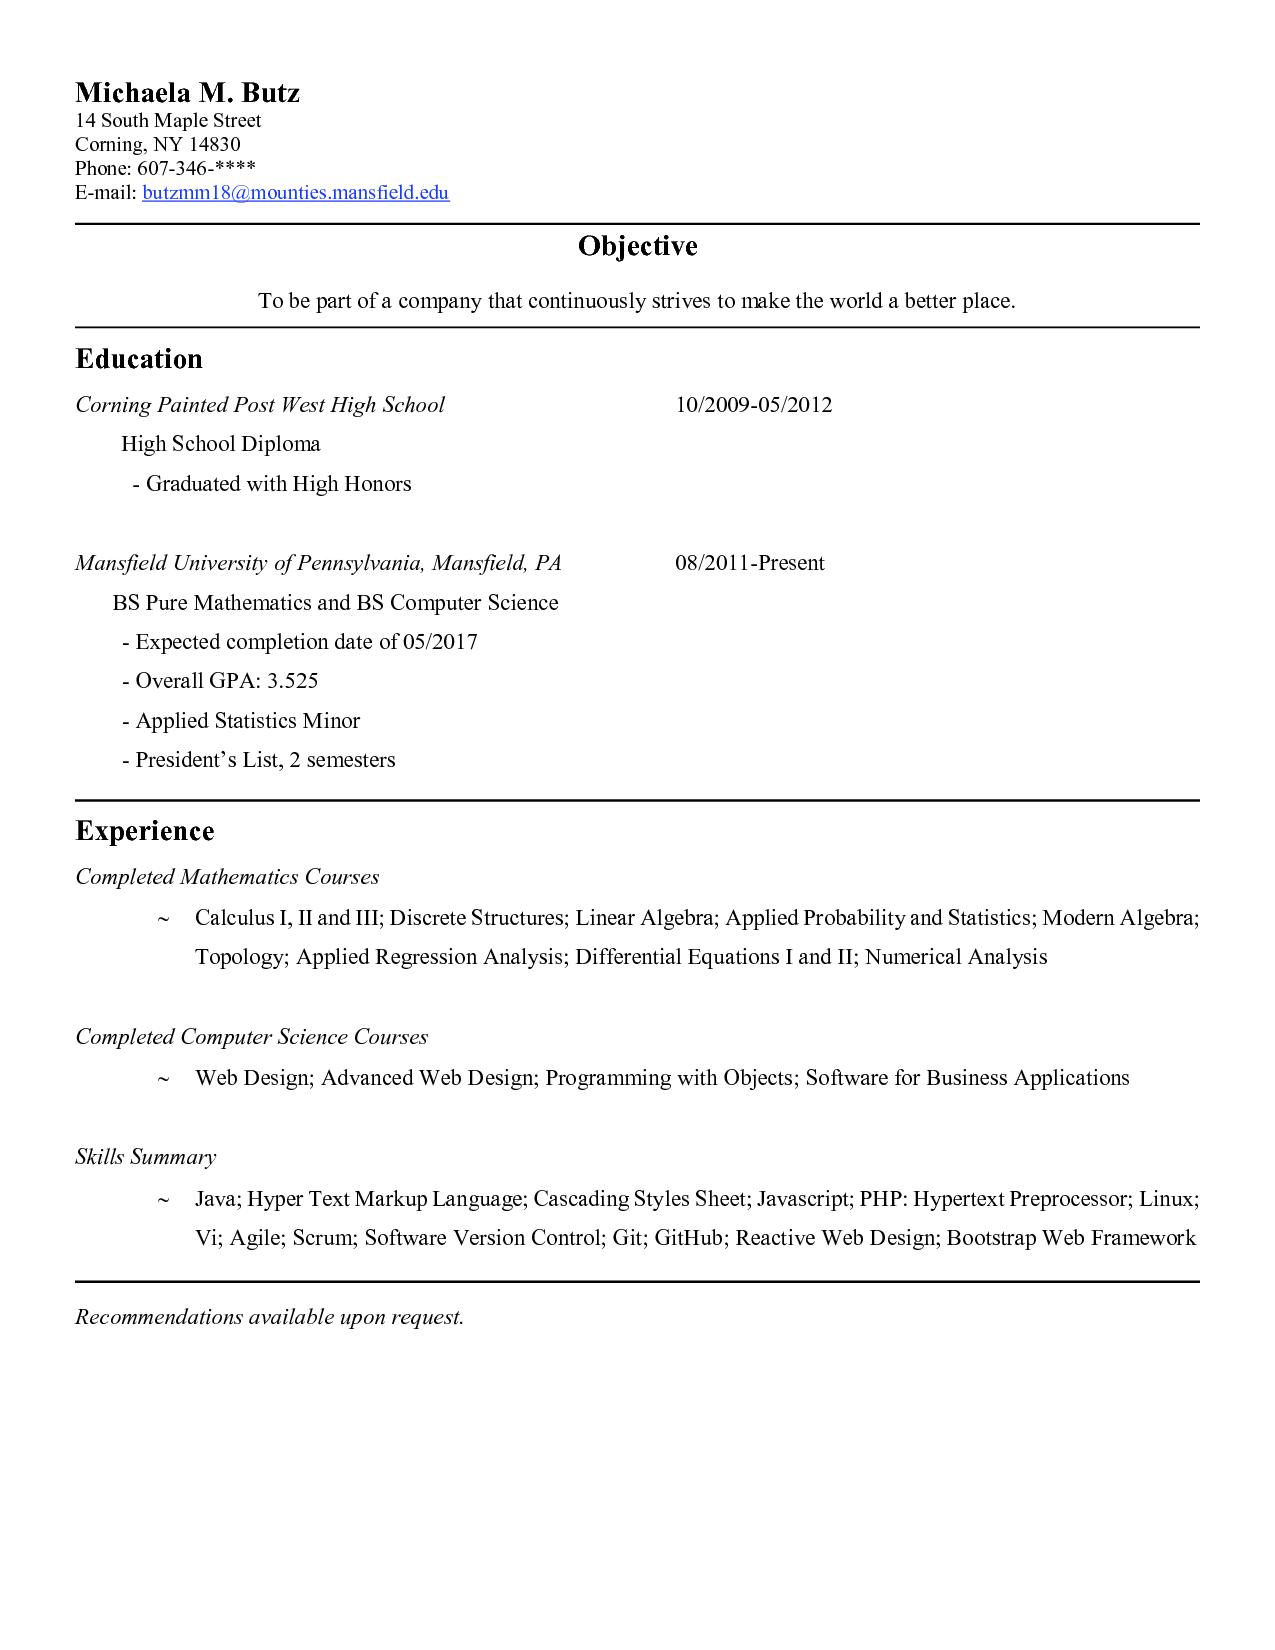 Michaela M. Butz
14 South Maple Street
Corning, NY 14830
Phone: 607-346-****
E-mail: butzmm18@mounties.mansfield.edu
Objective
To be part of a company that continuously strives to make the world a better place.
Education
Corning Painted Post West High School 10/2009-05/2012
High School Diploma
- Graduated with High Honors
Mansfield University of Pennsylvania, Mansfield, PA 08/2011-Present
BS Pure Mathematics and BS Computer Science
- Expected completion date of 05/2017
- Overall GPA: 3.525
- Applied Statistics Minor
- President’s List, 2 semesters
Experience
Completed Mathematics Courses
~ Calculus I, II and III; Discrete Structures; Linear Algebra; Applied Probability and Statistics; Modern Algebra;
Topology; Applied Regression Analysis; Differential Equations I and II; Numerical Analysis
Completed Computer Science Courses
~ Web Design; Advanced Web Design; Programming with Objects; Software for Business Applications
Skills Summary
~ Java; Hyper Text Markup Language; Cascading Styles Sheet; Javascript; PHP: Hypertext Preprocessor; Linux;
Vi; Agile; Scrum; Software Version Control; Git; GitHub; Reactive Web Design; Bootstrap Web Framework
Recommendations available upon request.